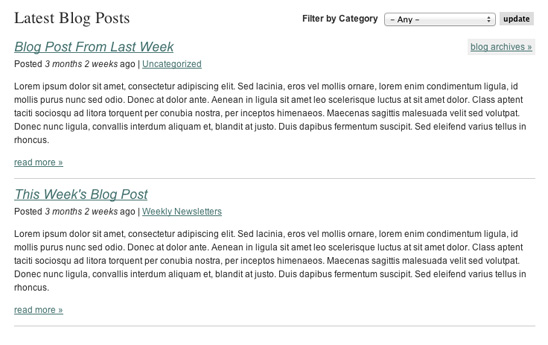 Latest Blog Posts
Filter by Category
– Any –
update
Blog Post From Last Week
blog archives »
Posted 3 months 2 weeks ago | Uncategorized
Lorem ipsum dolor sit amet, consectetur adipiscing elit. Sed lacinia, eros vel mollis ornare, lorem enim condimentum ligula, id
mollis purus nunc sed odio. Donec at dolor ante. Aenean in ligula sit amet leo scelerisque luctus at sit amet dolor. Class aptent
taciti sociosqu ad litora torquent per conubia nostra, per inceptos himenaeos. Maecenas sagittis malesuada velit sed volutpat.
Donec nunc ligula, convallis interdum aliquam et, blandit at justo. Duis dapibus fermentum suscipit. Sed eleifend varius tellus in
rhoncus.
read more »
This Week's Blog Post
Posted 3 months 2 weeks ago | Weekly Newsletters
Lorem ipsum dolor sit amet, consectetur adipiscing elit. Sed lacinia, eros vel mollis ornare, lorem enim condimentum ligula, id
mollis purus nunc sed odio. Donec at dolor ante. Aenean in ligula sit amet leo scelerisque luctus at sit amet dolor. Class aptent
taciti sociosqu ad litora torquent per conubia nostra, per inceptos himenaeos. Maecenas sagittis malesuada velit sed volutpat.
Donec nunc ligula, convallis interdum aliquam et, blandit at justo. Duis dapibus fermentum suscipit. Sed eleifend varius tellus in
rhoncus.
read more »